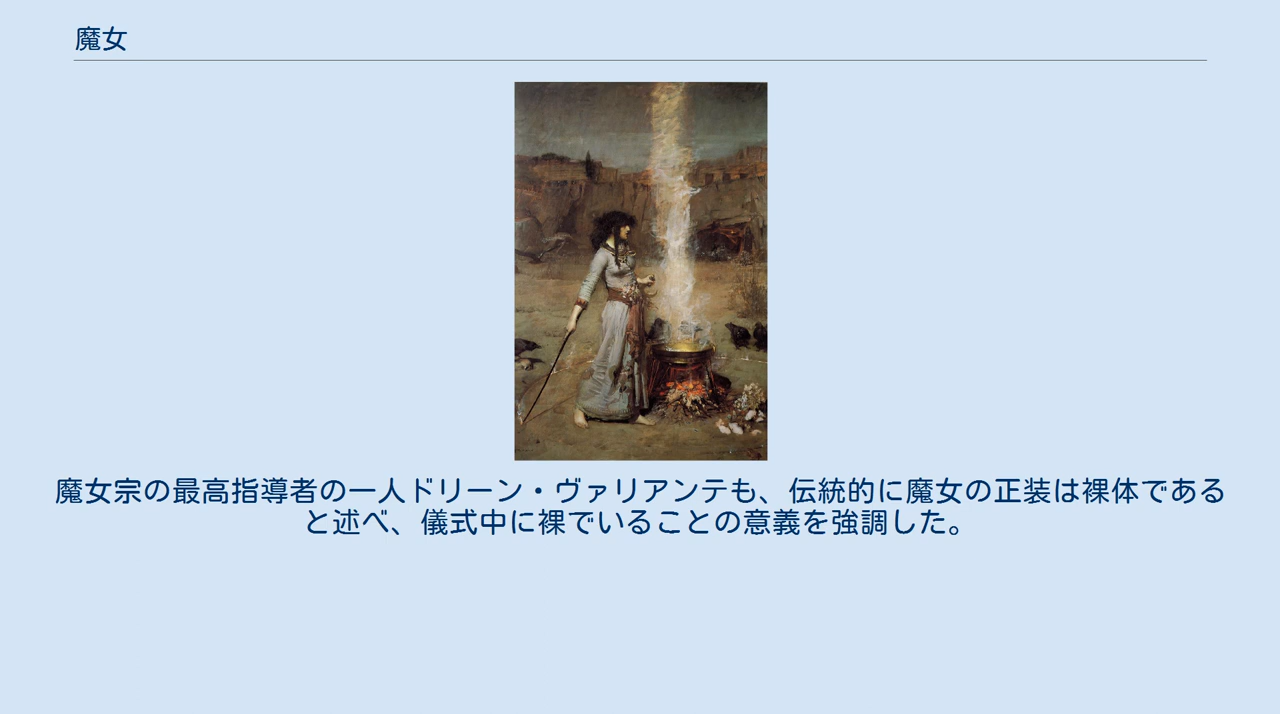 魔女
魔女宗の最高指導者の一人ドリーン・ヴァリアンテも、伝統的に魔女の正装は裸体である
と述べ、儀式中に裸でいることの意義を強調した。